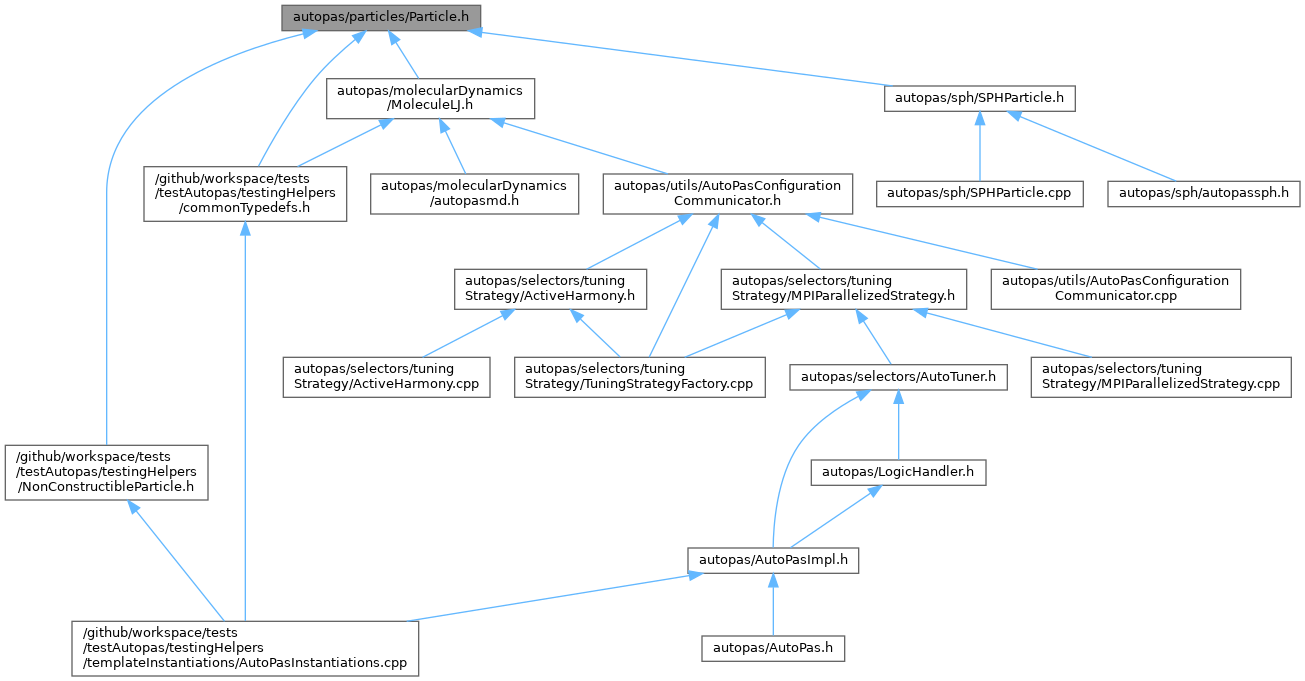 autopas/particles/Particle.h
autopas/molecularDynamics
/MoleculeLJ.h
autopas/sph/SPHParticle.h
/github/workspace/tests
/testAutopas/testingHelpers
/commonTypedefs.h
autopas/molecularDynamics
/autopasmd.h
autopas/utils/AutoPasConfiguration
Communicator.h
autopas/sph/SPHParticle.cpp
autopas/sph/autopassph.h
autopas/selectors/tuning
Strategy/ActiveHarmony.h
autopas/selectors/tuning
Strategy/MPIParallelizedStrategy.h
autopas/utils/AutoPasConfiguration
Communicator.cpp
autopas/selectors/tuning
Strategy/ActiveHarmony.cpp
autopas/selectors/tuning
Strategy/TuningStrategyFactory.cpp
autopas/selectors/AutoTuner.h
autopas/selectors/tuning
Strategy/MPIParallelizedStrategy.cpp
/github/workspace/tests
/testAutopas/testingHelpers
/NonConstructibleParticle.h
autopas/LogicHandler.h
autopas/AutoPasImpl.h
/github/workspace/tests
/testAutopas/testingHelpers
/templateInstantiations/AutoPasInstantiations.cpp
autopas/AutoPas.h